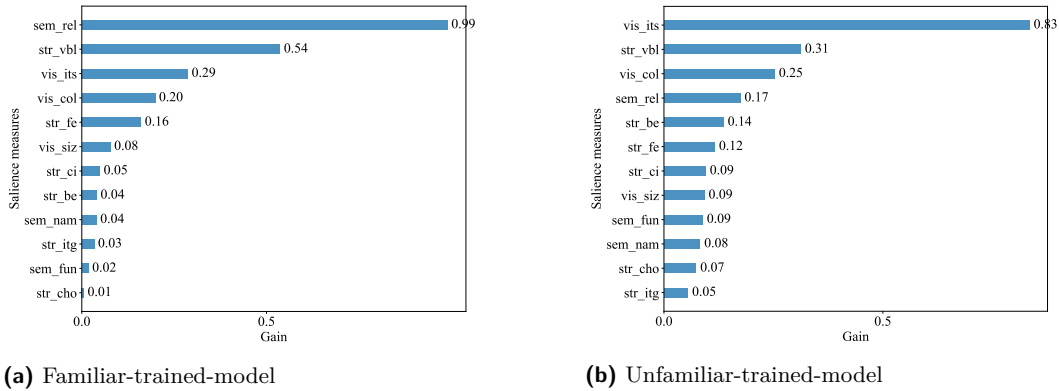 sem_rel 0.99
str_vbl 0.54
vis_its 0.29
vis_col 0.20
str_fe 0.16
vis_siz 0.08
str_ci 0.05
str_be 0.04
sem_nam 0.04
str_itg 0.03
sem_fun 0.02
str_cho 0.01
Salience measures
0.0 0.5
Gain
(a) Familiar-trained-model
vis_its 0.83
str_vbl 0.31
vis_col 0.25
sem_rel 0.17
str_be 0.14
str_fe 0.12
str_ci 0.09
vis_siz 0.09
sem_fun 0.09
sem_nam 0.08
str_cho 0.07
str_itg 0.05
Salience measures
0.0 0.5
Gain
(b) Unfamiliar-trained-model